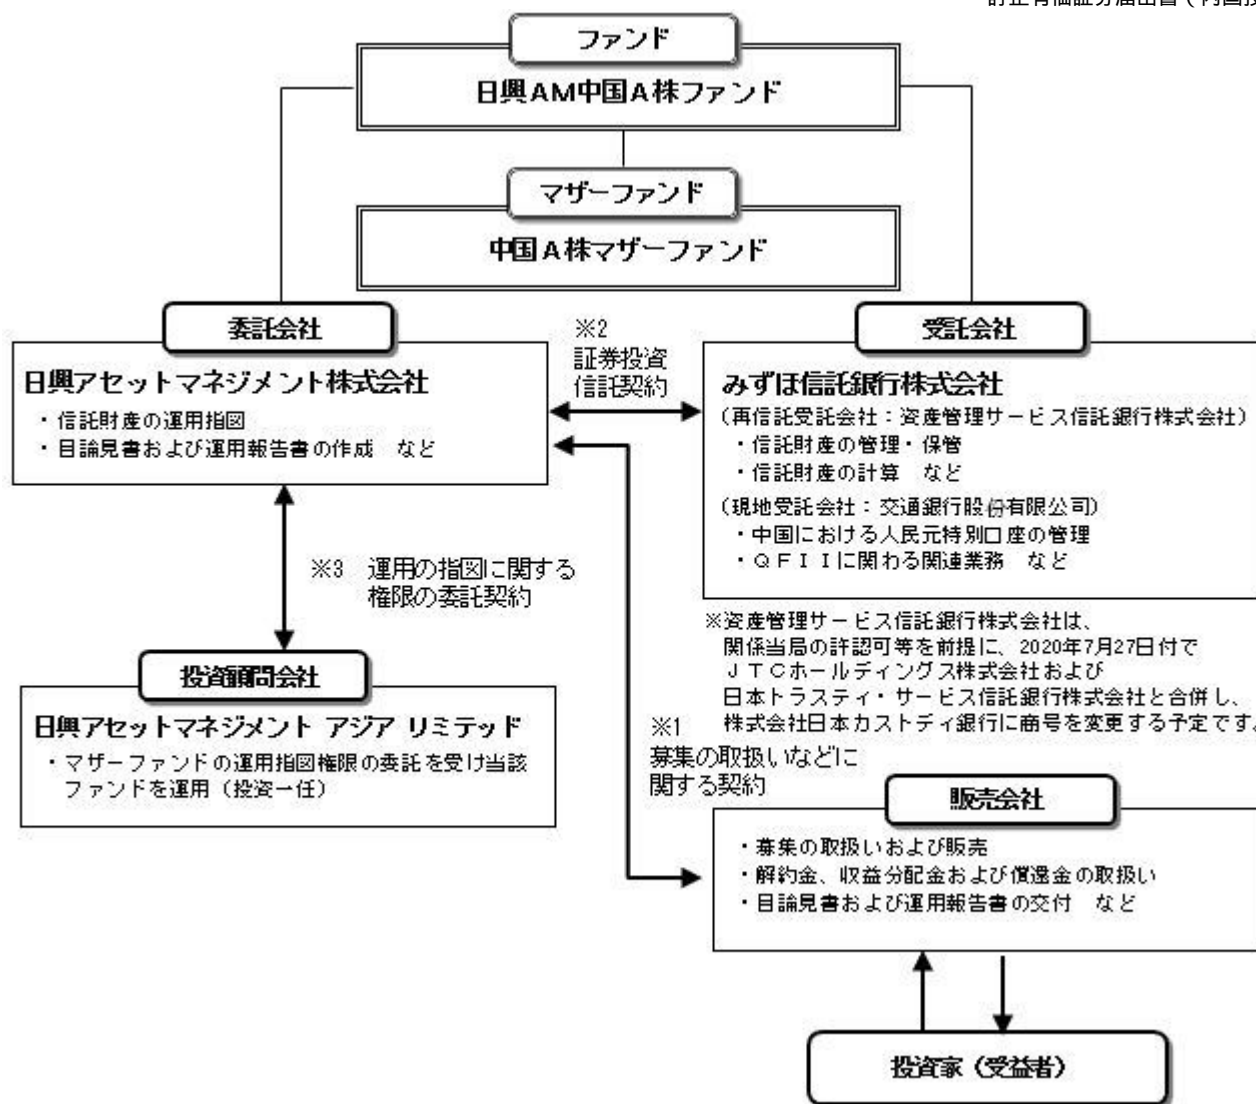 ファンド
日興AM中国A株ファンド
マザーファンド
中国A株マザーファンド
委託会社
日興アセットマネジメント株式会社
・信託財産の運用指図
・目論見書および運用報告書の作成　など
※2
証券投資
信託契約
受託会社
みずほ信託銀行株式会社
（再信託受託会社：資産管理サービス信託銀行株式会社）
・信託財産の管理・保管
・信託財産の計算　など
（現地受託会社：交通銀行股份有限公司）
・中国における人民元特別口座の管理
・ＱＦＩＩに関わる関連業務　など
※3　運用の指図に関する
権限の委託契約
※資産管理サービス信託銀行株式会社は、
関係当局の許認可等を前提に、2020年7月27日付で
ＪＴＣホールディングス株式会社および
日本トラスティ・サービス信託銀行株式会社と合併し、
株式会社日本カストディ銀行に商号を変更する予定です。
投資顧問会社
日興アセットマネジメント アジア リミテッド
・マザーファンドの運用指図権限の委託を受け当該
ファンドを運用（投資一任）
※1
募集の取扱いなどに
関する契約
販売会社
・募集の取扱いおよび販売
・解約金、収益分配金および償還金の取扱い
・目論見書および運用報告書の交付　など
投資家（受益者）